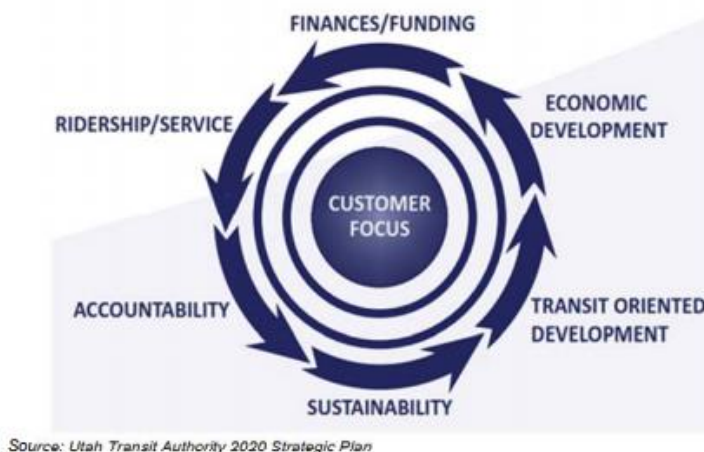 FINANCES/FUNDING
RIDERSHIP/SERVICE
ECONOMIC
DEVELOPMENT
CUSTOMER
FOCUS
ACCOUNTABILITY
TRANSIT ORIENTED
DEVELOPMENT
SUSTAINABILITY
Source: Utah Transit Authority 2020 Strategic Plan